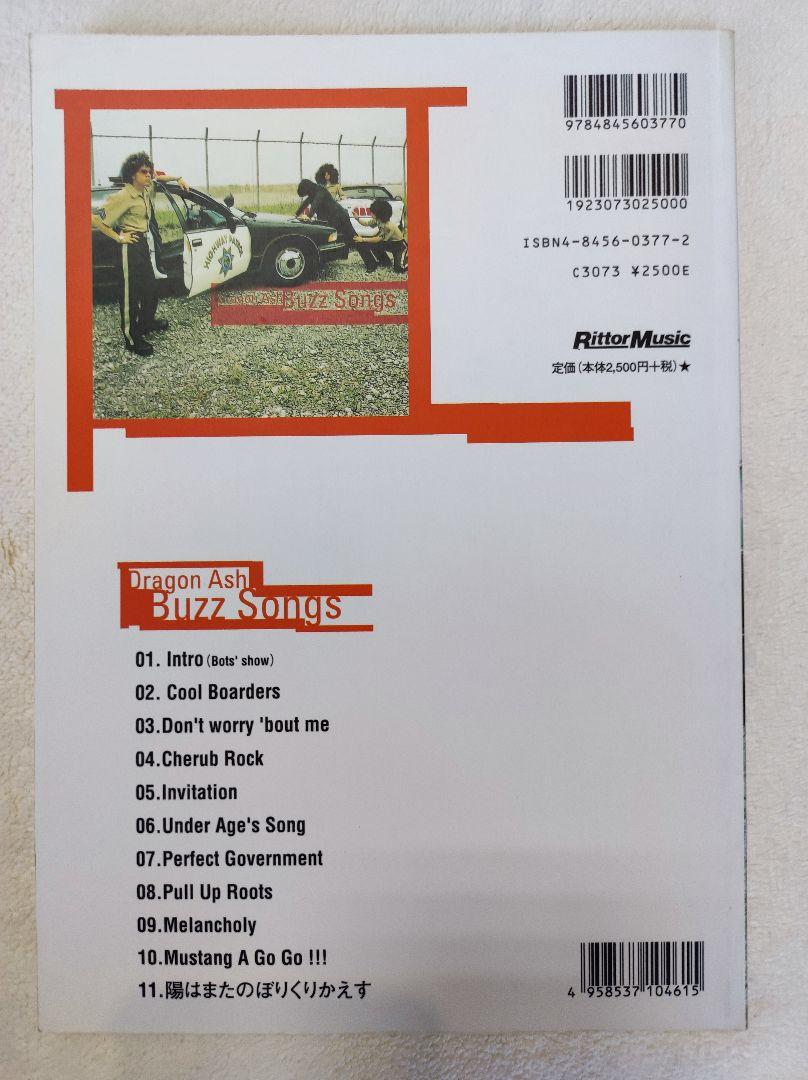 9784845603770
1923073025000
ISBN4-8456-0377-2
C3073 ¥2500E
RittorMusic
定価(本体2,500円+税)★
HIGHWAY PATROL
Dragon Ash Buzz Songs
Dragon Ash
Buzz Songs
01. Intro (Bots' show)
02. Cool Boarders
03.Don't worry 'bout me
04.Cherub Rock
05.Invitation
06.Under Age's Song
07.Perfect Government
08.Pull Up Roots
09.Melancholy
10.Mustang A Go Go !!!
11.陽はまたのぼりくりかえす
4 958537 104615